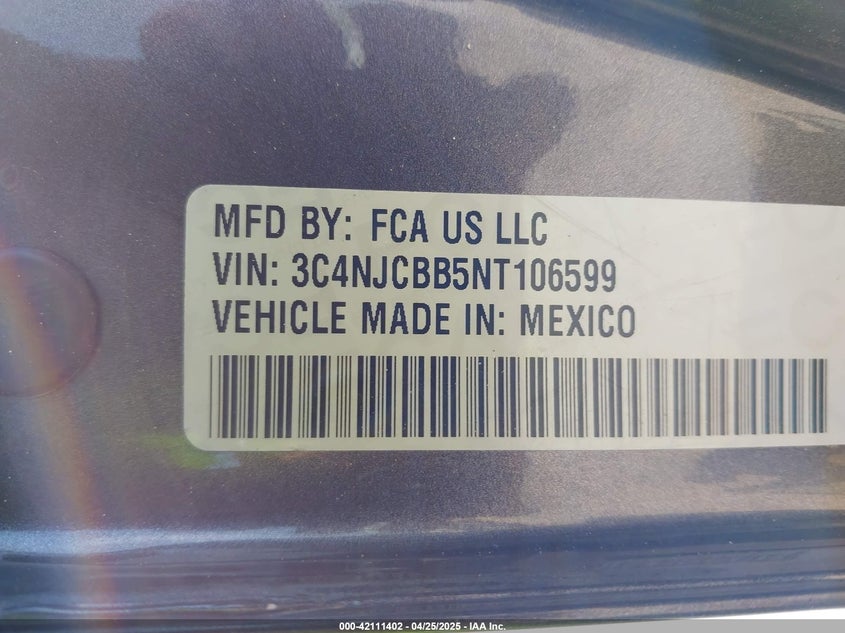 MFD BY: FCA US LLC
VIN: 3C4NJCBB5NT106599
VEHICLE MADE IN: MEXICO
000-42111402 - 04/25/2025 - IAA Inc.